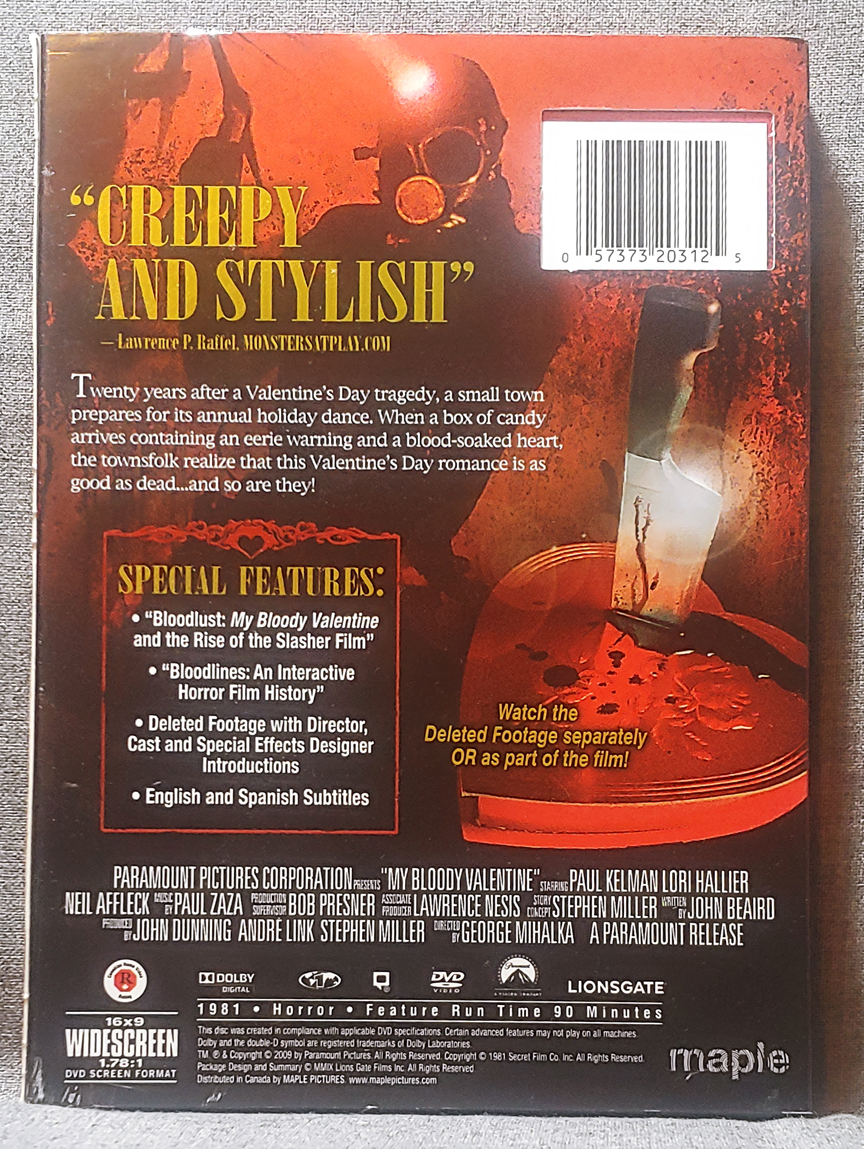 “CREEPY
AND STYLISH”
— Lawrence P. Raffel, MONSTERSATPLAY.COM
0 57373 20312 5
Twenty years after a Valentine's Day tragedy, a small town
prepares for its annual holiday dance. When a box of candy
arrives containing an eerie warning and a blood-soaked heart,
the townsfolk realize that this Valentine's Day romance is as
good as dead...and so are they!
SPECIAL FEATURES:
• “Bloodlust: My Bloody Valentine
and the Rise of the Slasher Film”
• “Bloodlines: An Interactive
Horror Film History”
• Deleted Footage with Director,
Cast and Special Effects Designer
Introductions
• English and Spanish Subtitles
Watch the
Deleted Footage separately
OR as part of the film!
PARAMOUNT PICTURES CORPORATION PRESENTS "MY BLOODY VALENTINE" STARRING PAUL KELMAN LORI HALLIER
NEIL AFFLECK MUSIC BY PAUL ZAZA PRODUCTION SUPERVISOR BOB PRESNER ASSOCIATE PRODUCER LAWRENCE NESIS STORY CONCEPT STEPHEN MILLER WRITTEN BY JOHN BEAIRD
PRODUCED BY JOHN DUNNING ANDRÉ LINK STEPHEN MILLER DIRECTED BY GEORGE MIHALKA A PARAMOUNT RELEASE
R
DOLBY
DIGITAL
DVD
VIDEO
Paramount
LIONSGATE
1981 • Horror • Feature Run Time 90 Minutes
16x9
WIDESCREEN
1.78:1
DVD SCREEN FORMAT
This disc was created in compliance with applicable DVD specifications. Certain advanced features may not play on all machines.
Dolby and the double-D symbol are registered trademarks of Dolby Laboratories.
TM, ® & Copyright © 2009 by Paramount Pictures. All Rights Reserved. Copyright © 1981 Secret Film Co. Inc. All Rights Reserved.
Package Design and Summary © MMIX Lions Gate Films Inc. All Rights Reserved.
Distributed in Canada by MAPLE PICTURES. www.maplepictures.com
maple